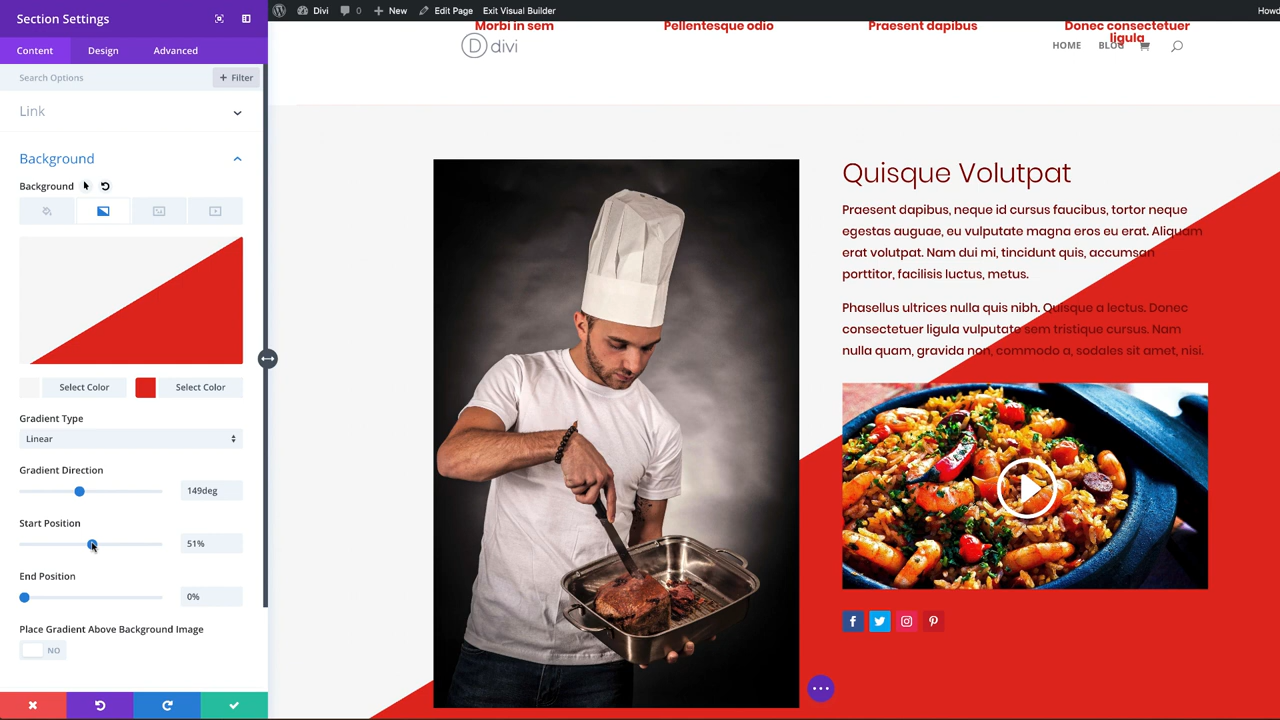 Section Settings
Content
Design
Advanced
Search Options
+ Filter
Link
Background
Background
Select Color
Select Color
Gradient Type
Linear
Gradient Direction
149deg
Start Position
51%
End Position
0%
Place Gradient Above Background Image
NO
Divi
0
New
Edit Page
Exit Visual Builder
Howd
Morbi in sem
Pellentesque odio
Praesent dapibus
Donec consectetuer
ligula
D divi
HOME
BLOG
Quisque Volutpat
Praesent dapibus, neque id cursus faucibus, tortor neque
egestas auguae, eu vulputate magna eros eu erat. Aliquam
erat volutpat. Nam dui mi, tincidunt quis, accumsan
porttitor, facilisis luctus, metus.
Phasellus ultrices nulla quis nibh. Quisque a lectus. Donec
consectetuer ligula vulputate sem tristique cursus. Nam
nulla quam, gravida non, commodo a, sodales sit amet, nisi.